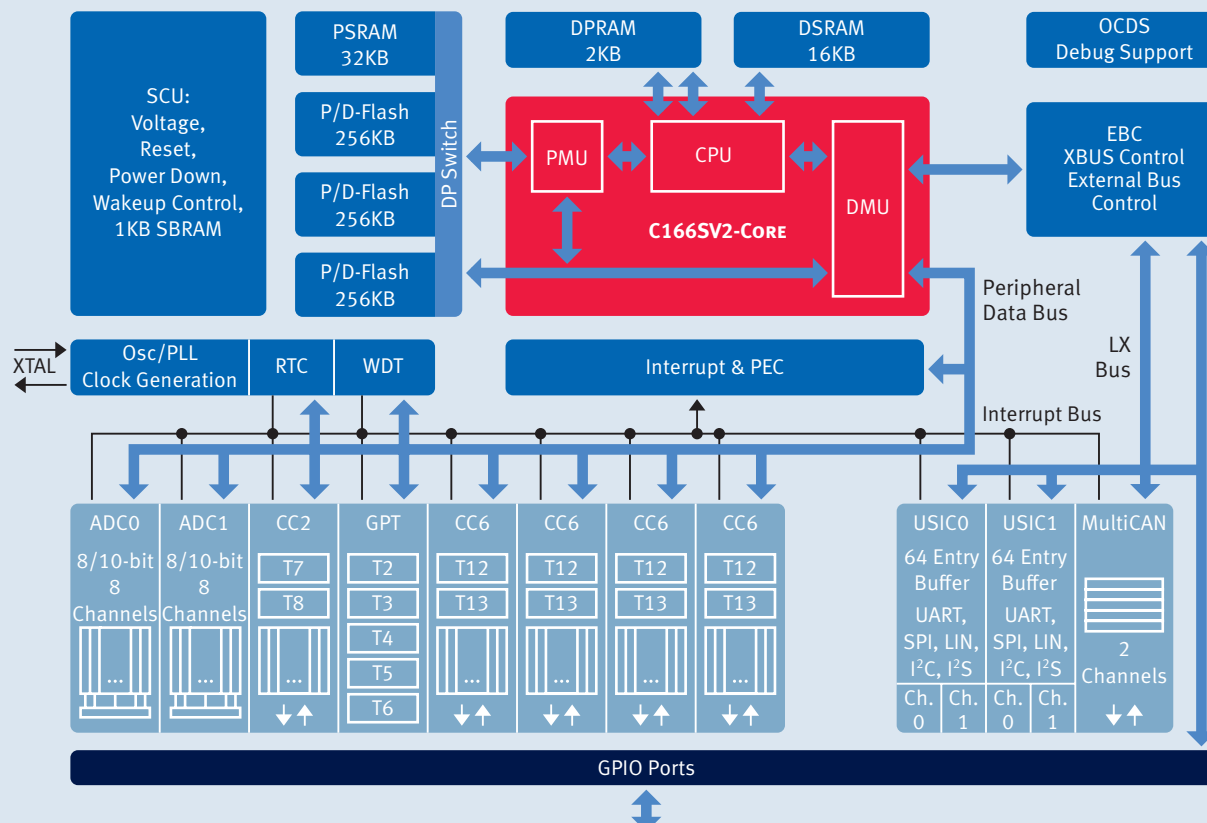 SCU:
Voltage,
Reset,
Power Down,
Wakeup Control,
1KB SBRAM
PSRAM
32KB
P/D-Flash
256KB
P/D-Flash
256KB
P/D-Flash
256KB
DP Switch
DPRAM
2KB
DSRAM
16KB
OCDS
Debug Support
PMU
CPU
DMU
C166SV2-CORE
EBC
XBUS Control
External Bus
Control
Peripheral
Data Bus
LX
Bus
XTAL
Osc/PLL
Clock Generation
RTC
WDT
Interrupt & PEC
Interrupt Bus
ADC0
8/10-bit
8
Channels
...
ADC1
8/10-bit
8
Channels
...
CC2
T7
T8
...
GPT
T2
T3
T4
T5
T6
CC6
T12
T13
...
CC6
T12
T13
...
CC6
T12
T13
...
CC6
T12
T13
...
USIC0
64 Entry
Buffer
UART,
SPI, LIN,
I²C, I²S
Ch.
0
Ch.
1
USIC1
64 Entry
Buffer
UART,
SPI, LIN,
I²C, I²S
Ch.
0
Ch.
1
MultiCAN
2
Channels
GPIO Ports